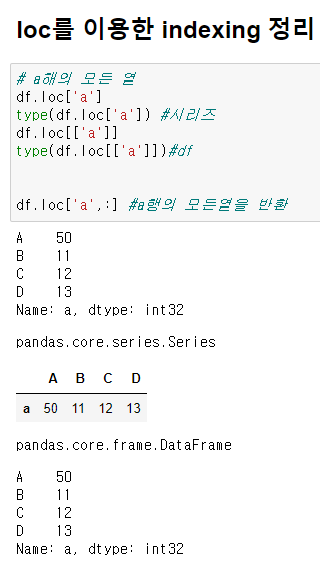 loc를 이용한 indexing 정리
# a해의 모든 열
df.loc['a']
type(df.loc['a']) #시리즈
df.loc[['a']]
type(df.loc[['a']])#df
df.loc['a',:] #a행의 모든열을 반환
A 50
B 11
C 12
D 13
Name: a, dtype: int32
pandas.core.series.Series
A B C D
a 50 11 12 13
pandas.core.frame.DataFrame
A 50
B 11
C 12
D 13
Name: a, dtype: int32